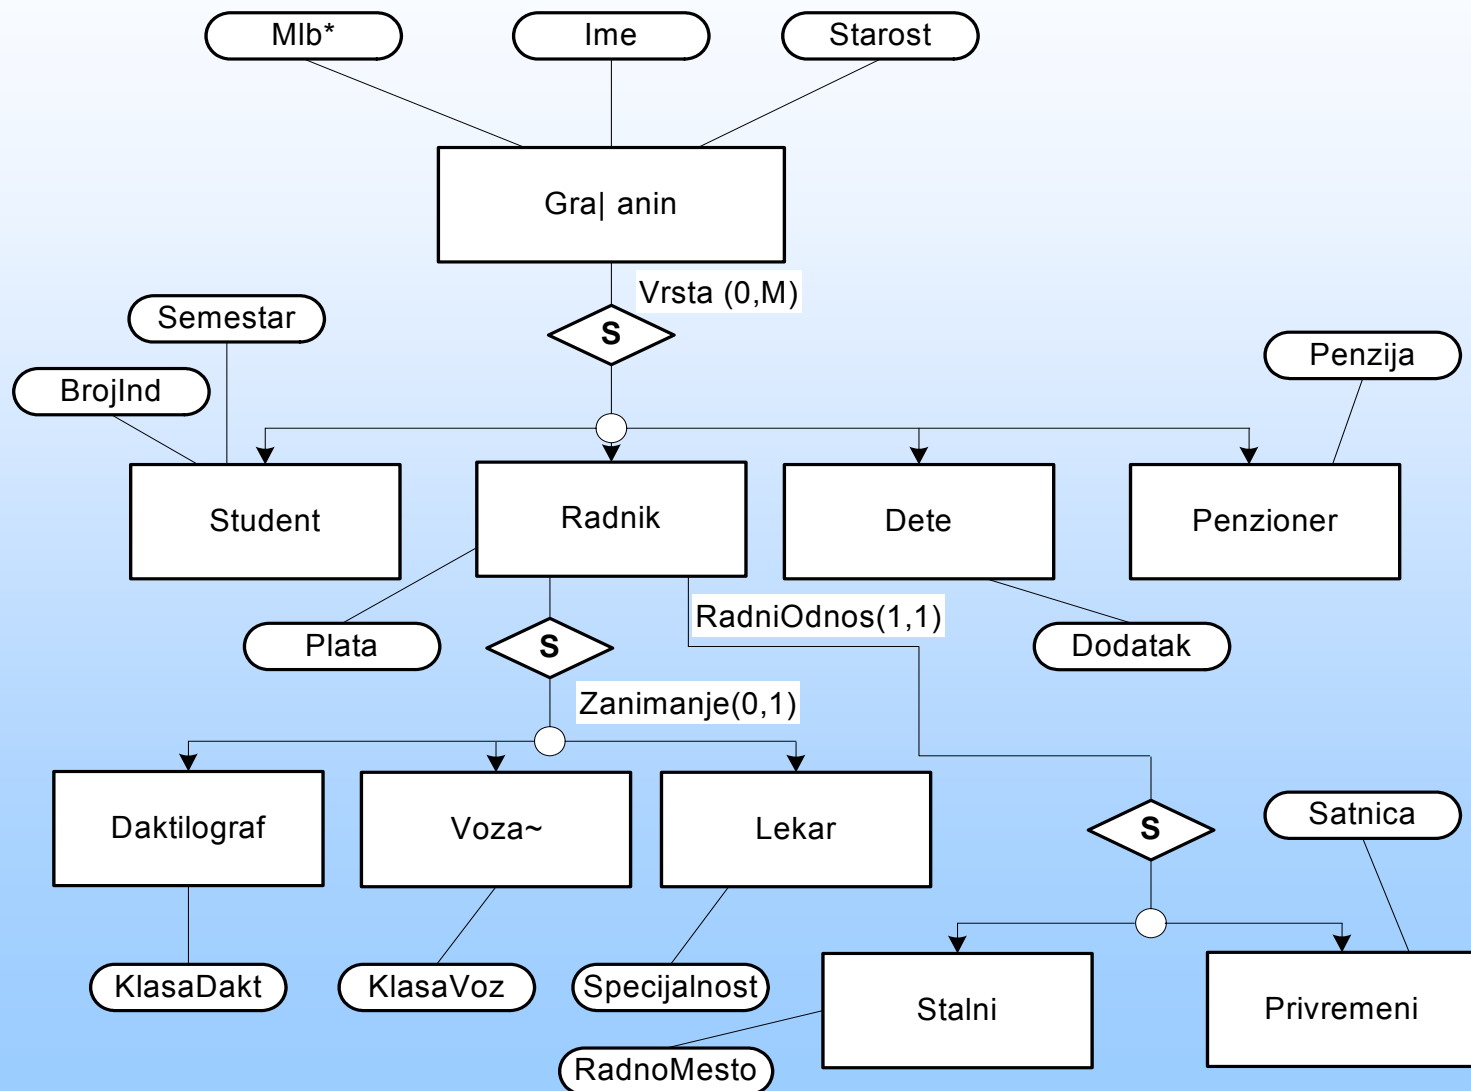 Mlb*
Ime
Starost
Gra| anin
Vrsta (0,M)
S
Semestar
BrojInd
Penzija
Student
Radnik
Dete
Penzioner
RadniOdnos(1,1)
Plata
S
Dodatak
Zanimanje(0,1)
Daktilograf
Voza~
Lekar
S
Satnica
KlasaDakt
KlasaVoz
Specijalnost
Stalni
Privremeni
RadnoMesto